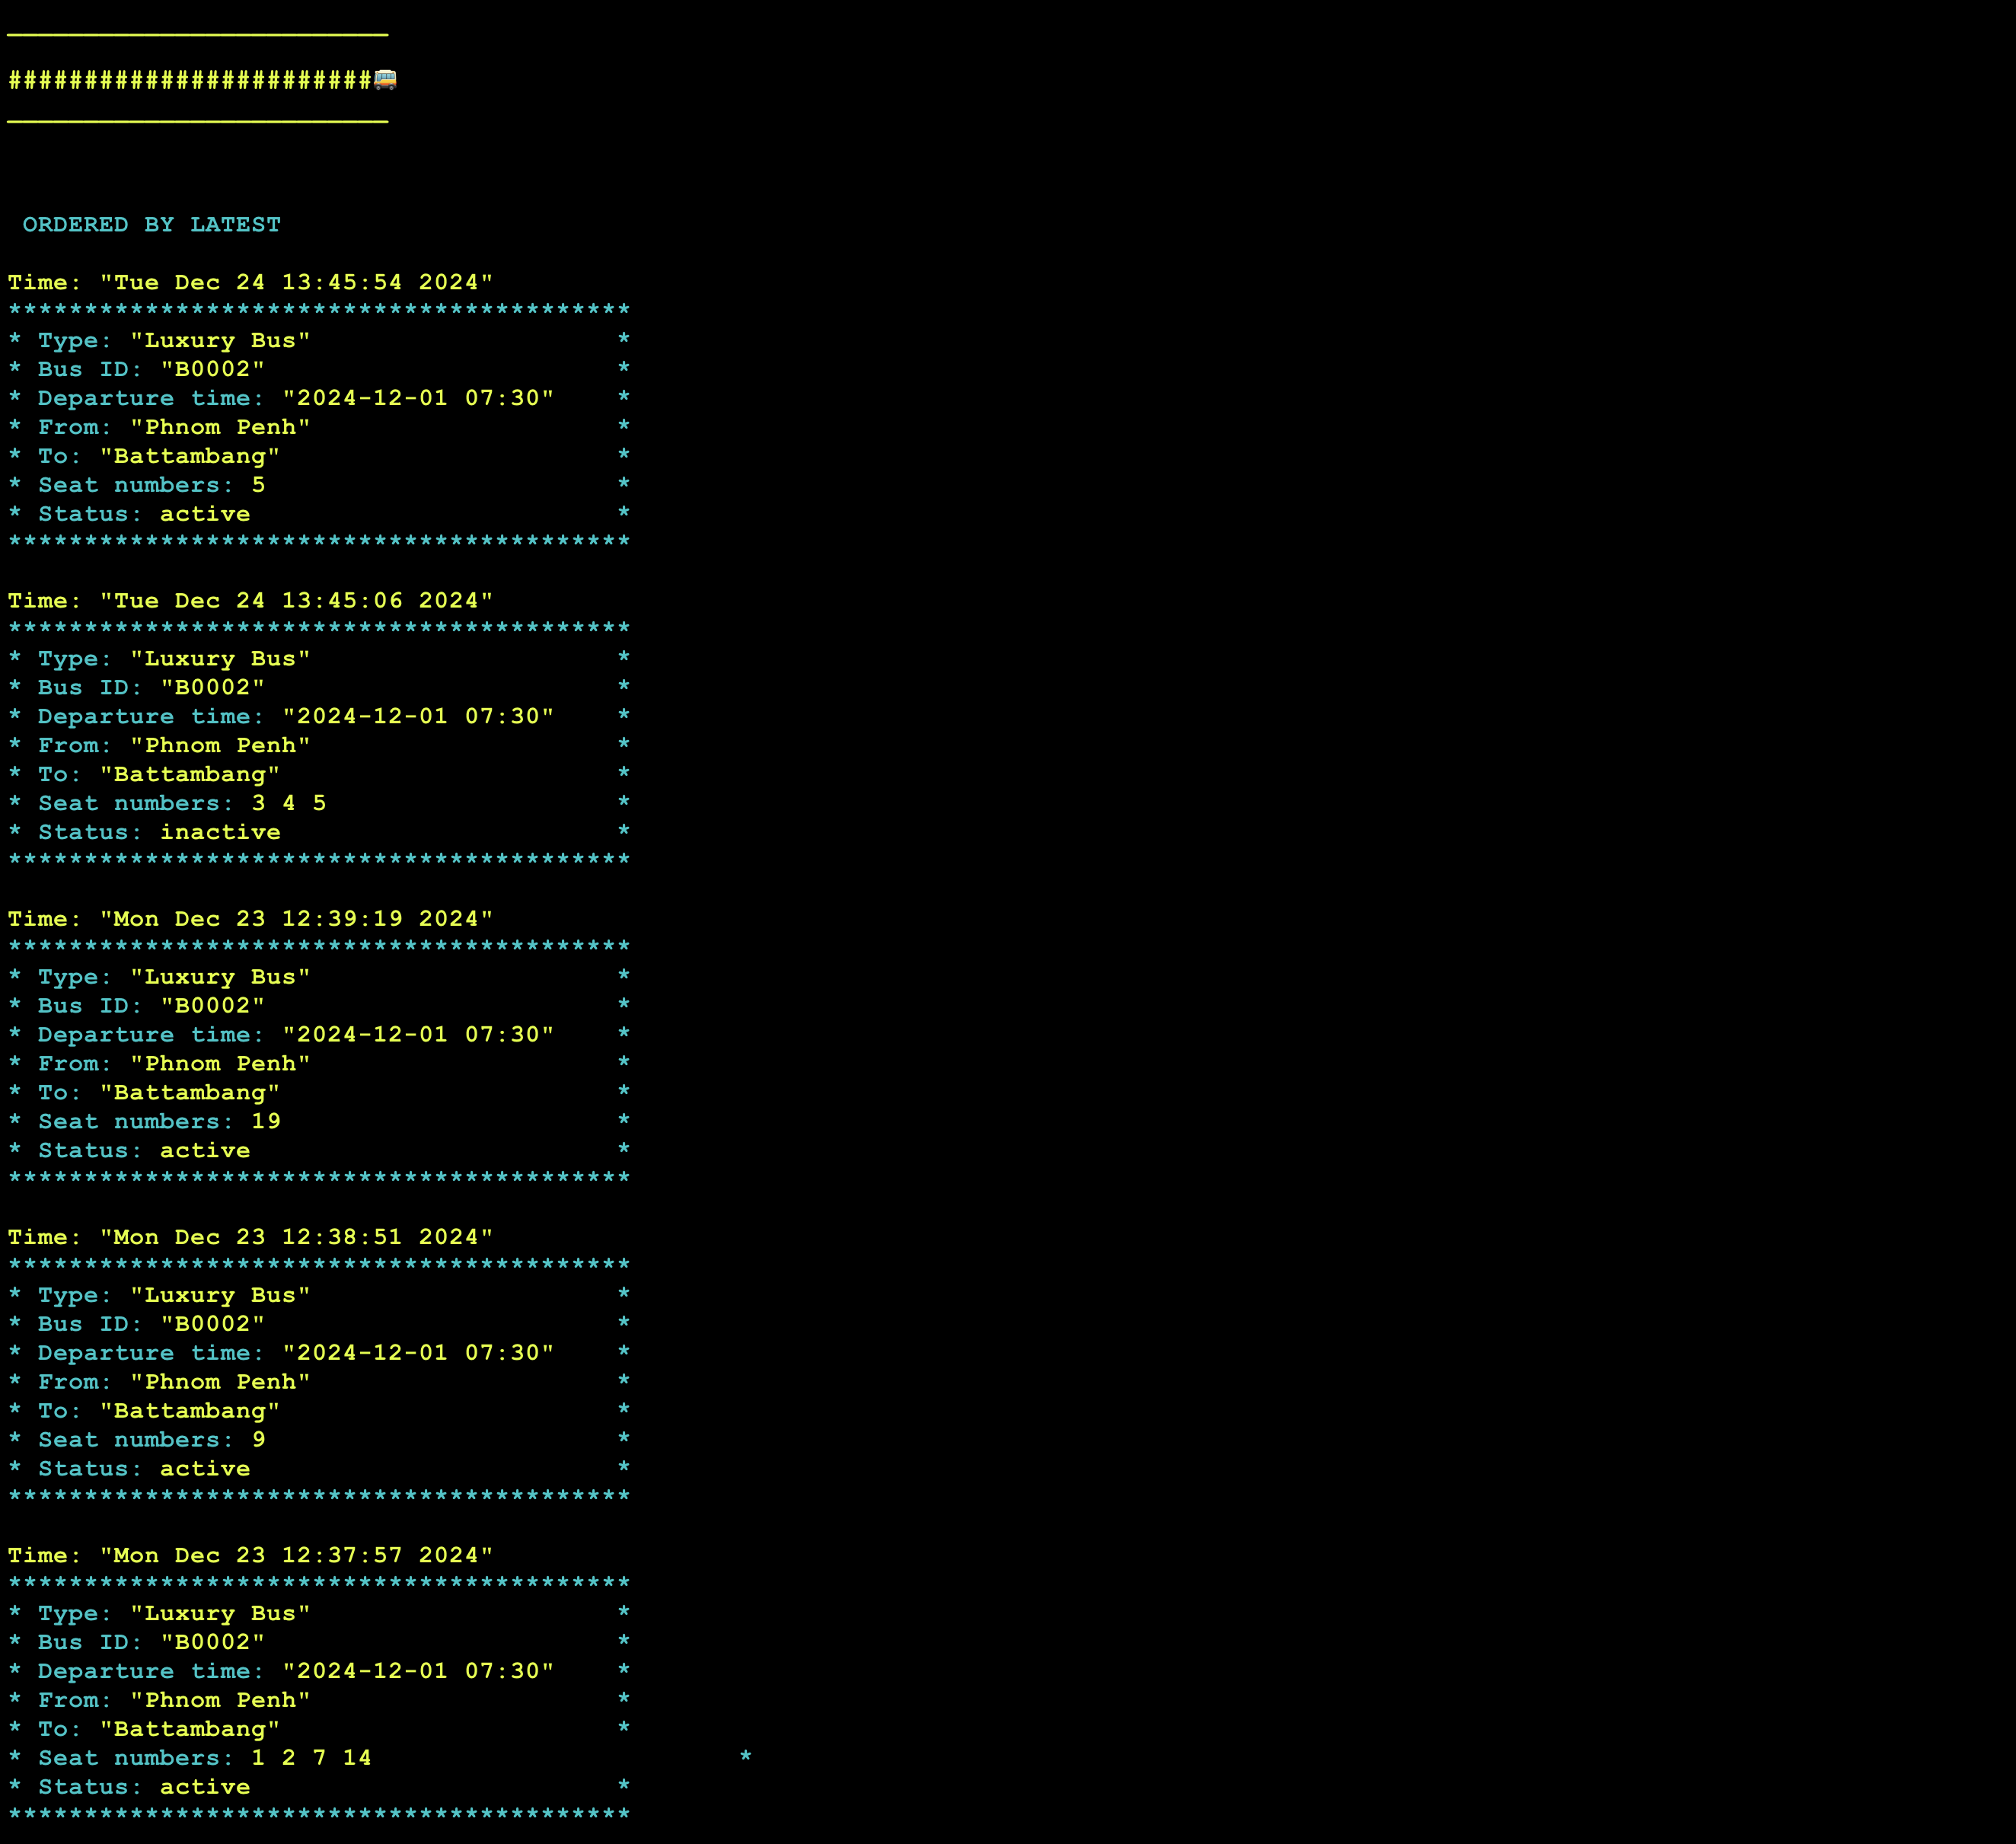 _________________________
########################🚌
_________________________
ORDERED BY LATEST
Time: "Tue Dec 24 13:45:54 2024"
*****************************************
* Type: "Luxury Bus"                    *
* Bus ID: "B0002"                       *
* Departure time: "2024-12-01 07:30"    *
* From: "Phnom Penh"                    *
* To: "Battambang"                      *
* Seat numbers: 5                       *
* Status: active                        *
*****************************************
Time: "Tue Dec 24 13:45:06 2024"
*****************************************
* Type: "Luxury Bus"                    *
* Bus ID: "B0002"                       *
* Departure time: "2024-12-01 07:30"    *
* From: "Phnom Penh"                    *
* To: "Battambang"                      *
* Seat numbers: 3 4 5                   *
* Status: inactive                      *
*****************************************
Time: "Mon Dec 23 12:39:19 2024"
*****************************************
* Type: "Luxury Bus"                    *
* Bus ID: "B0002"                       *
* Departure time: "2024-12-01 07:30"    *
* From: "Phnom Penh"                    *
* To: "Battambang"                      *
* Seat numbers: 19                      *
* Status: active                        *
*****************************************
Time: "Mon Dec 23 12:38:51 2024"
*****************************************
* Type: "Luxury Bus"                    *
* Bus ID: "B0002"                       *
* Departure time: "2024-12-01 07:30"    *
* From: "Phnom Penh"                    *
* To: "Battambang"                      *
* Seat numbers: 9                       *
* Status: active                        *
*****************************************
Time: "Mon Dec 23 12:37:57 2024"
*****************************************
* Type: "Luxury Bus"                    *
* Bus ID: "B0002"                       *
* Departure time: "2024-12-01 07:30"    *
* From: "Phnom Penh"                    *
* To: "Battambang"                      *
* Seat numbers: 1 2 7 14                        *
* Status: active                        *
*****************************************